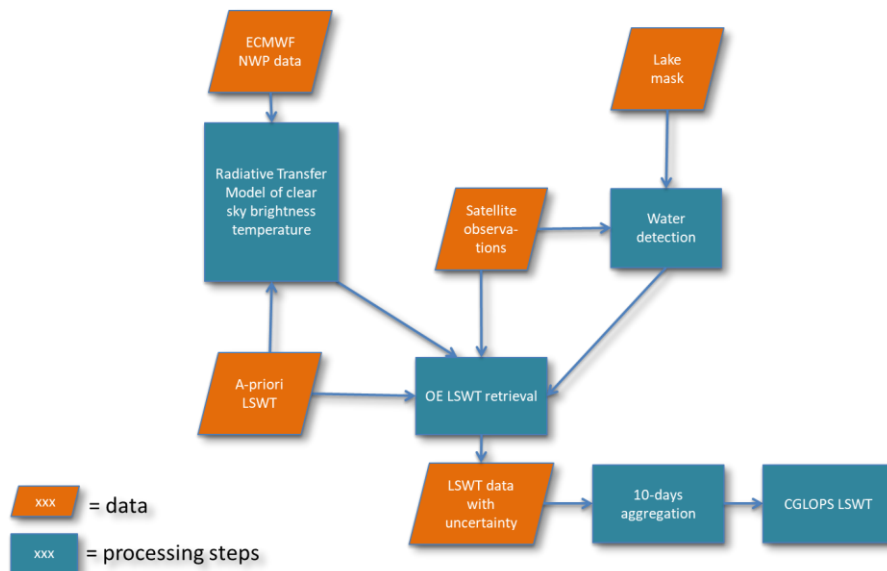 ECMWF
NWP data
Lake
mask
Radiative Transfer
Model of clear
sky brightness
temperature
Satellite
observa-
tions
Water
detection
A-priori
LSWT
OE LSWT retrieval
LSWT data
with
uncertainty
10-days
aggregation
CGLOPS LSWT
xxx = data
xxx = processing steps